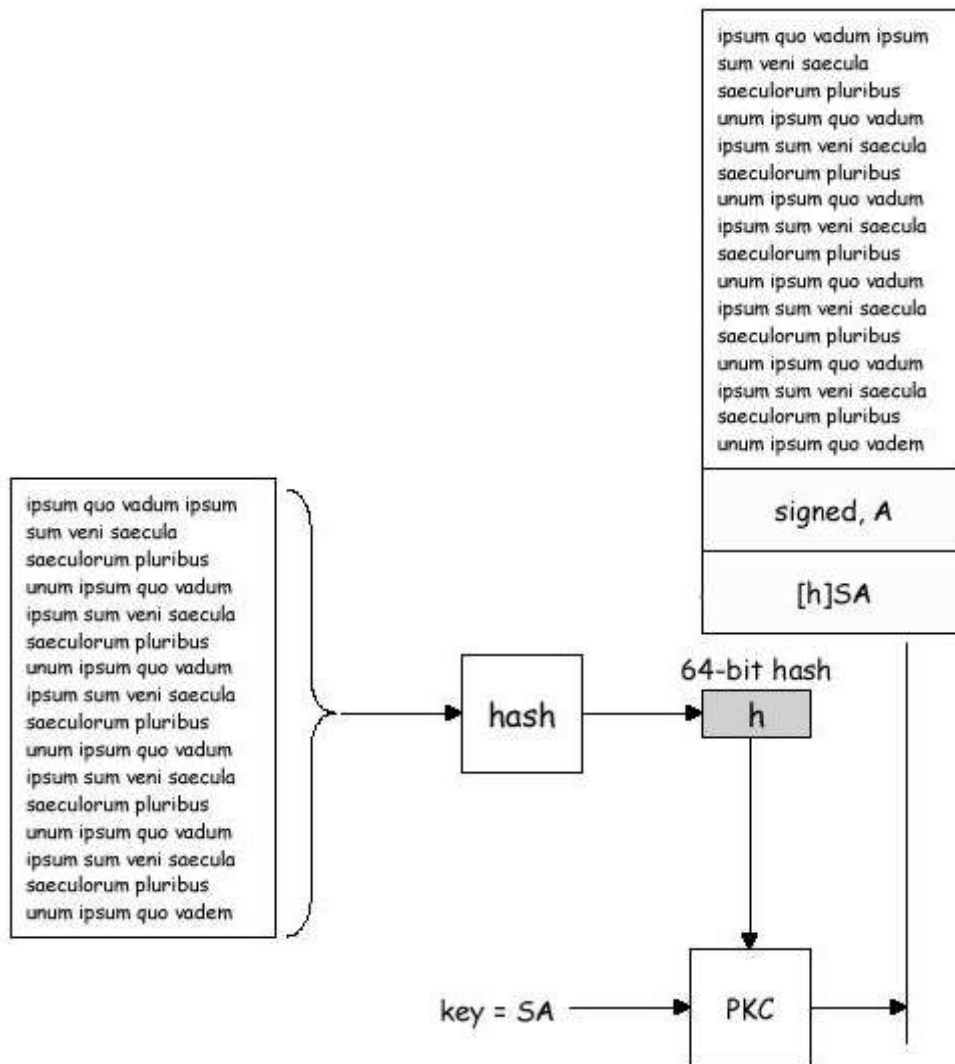 ipsum quo vadum ipsum
sum veni saecula
saeculorum pluribus
unum ipsum quo vadum
ipsum sum veni saecula
saeculorum pluribus
unum ipsum quo vadum
ipsum sum veni saecula
saeculorum pluribus
unum ipsum quo vadum
ipsum sum veni saecula
saeculorum pluribus
unum ipsum quo vadum
ipsum sum veni saecula
saeculorum pluribus
unum ipsum quo vadem
signed, A
[h]SA
ipsum quo vadum ipsum
sum veni saecula
saeculorum pluribus
unum ipsum quo vadum
ipsum sum veni saecula
saeculorum pluribus
unum ipsum quo vadum
ipsum sum veni saecula
saeculorum pluribus
unum ipsum quo vadum
ipsum sum veni saecula
saeculorum pluribus
unum ipsum quo vadum
ipsum sum veni saecula
saeculorum pluribus
unum ipsum quo vadem
hash
64-bit hash
h
key = SA
PKC